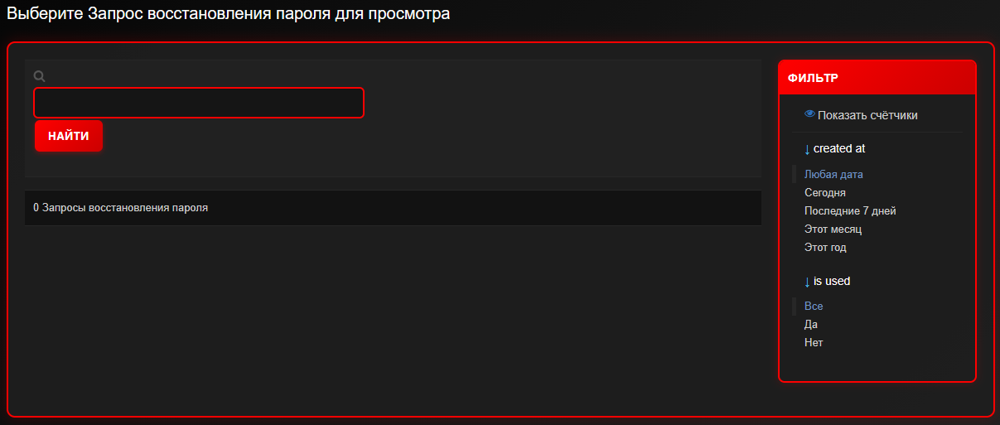 Выберите Запрос восстановления пароля для просмотра
НАЙТИ
0 Запросы восстановления пароля
ФИЛЬТР
Показать счётчики
↓ created at
Любая дата
Сегодня
Последние 7 дней
Этот месяц
Этот год
↓ is used
Все
Да
Нет